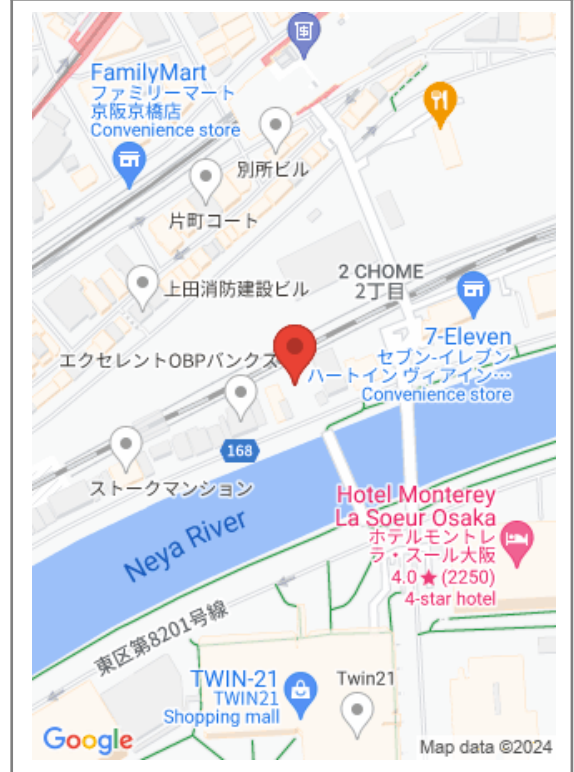 FamilyMart
ファミリーマート
京阪京橋店
Convenience store
別所ビル
片町コート
2 CHOME
2丁目
上田消防建設ビル
7-Eleven
セブン-イレブン
ハートインヴィアイン…
Convenience store
エクセレントOBPバンクス
168
ストークマンション
Neya River
Hotel Monterey
La Soeur Osaka
ホテルモントレ
ラ・スール大阪
4.0★(2250)
4-star hotel
東区第8201号線
TWIN-21
TWIN21
Shopping mall
Twin21
Google
Map data ©2024